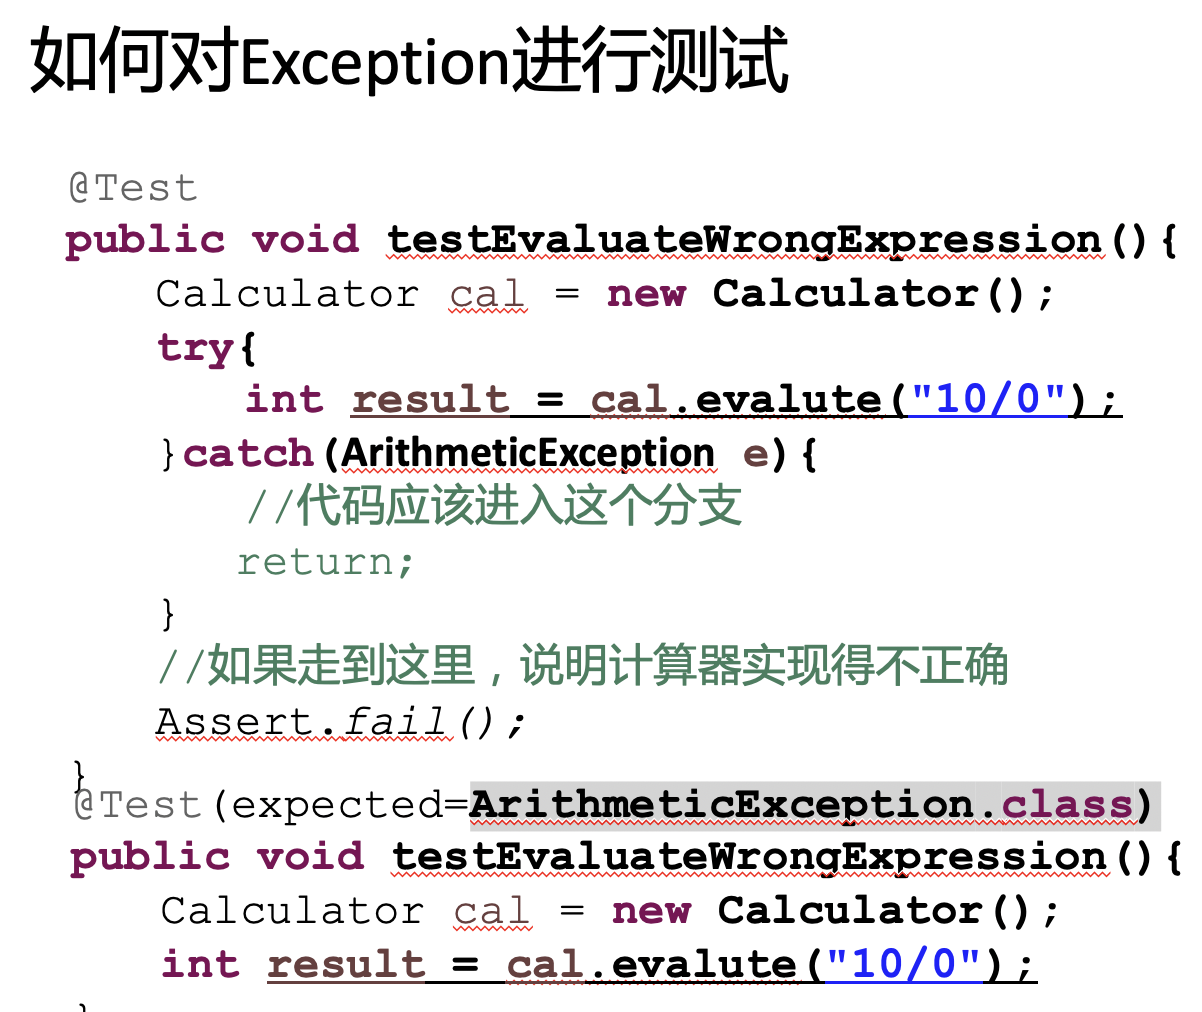 如何对Exception进行测试
@Test
public void testEvaluateWrongExpression(){
Calculator cal = new Calculator();
try{
int result = cal.evalute("10/0");
}catch(ArithmeticException e){
//代码应该进入这个分支
return;
}
//如果走到这里，说明计算器实现得不正确
Assert.fail();
}
@Test(expected=ArithmeticException.class)
public void testEvaluateWrongExpression(){
Calculator cal = new Calculator();
int result = cal.evalute("10/0");
}